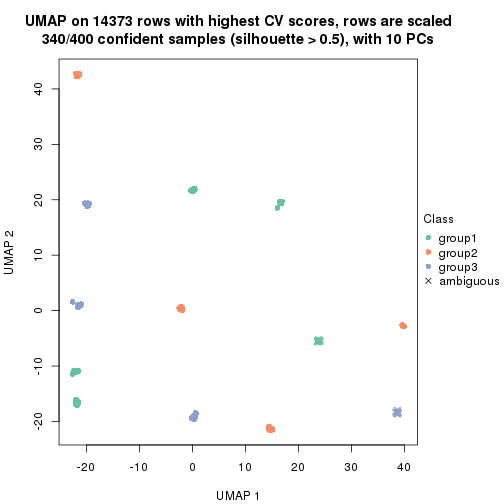 UMAP on 14373 rows with highest CV scores, rows are scaled
340/400 confident samples (silhouette > 0.5), with 10 PCs
40
30
20
10
0
-10
-20
UMAP 2
-20
-10
0
10
20
30
40
UMAP 1
Class
group1
group2
group3
ambiguous